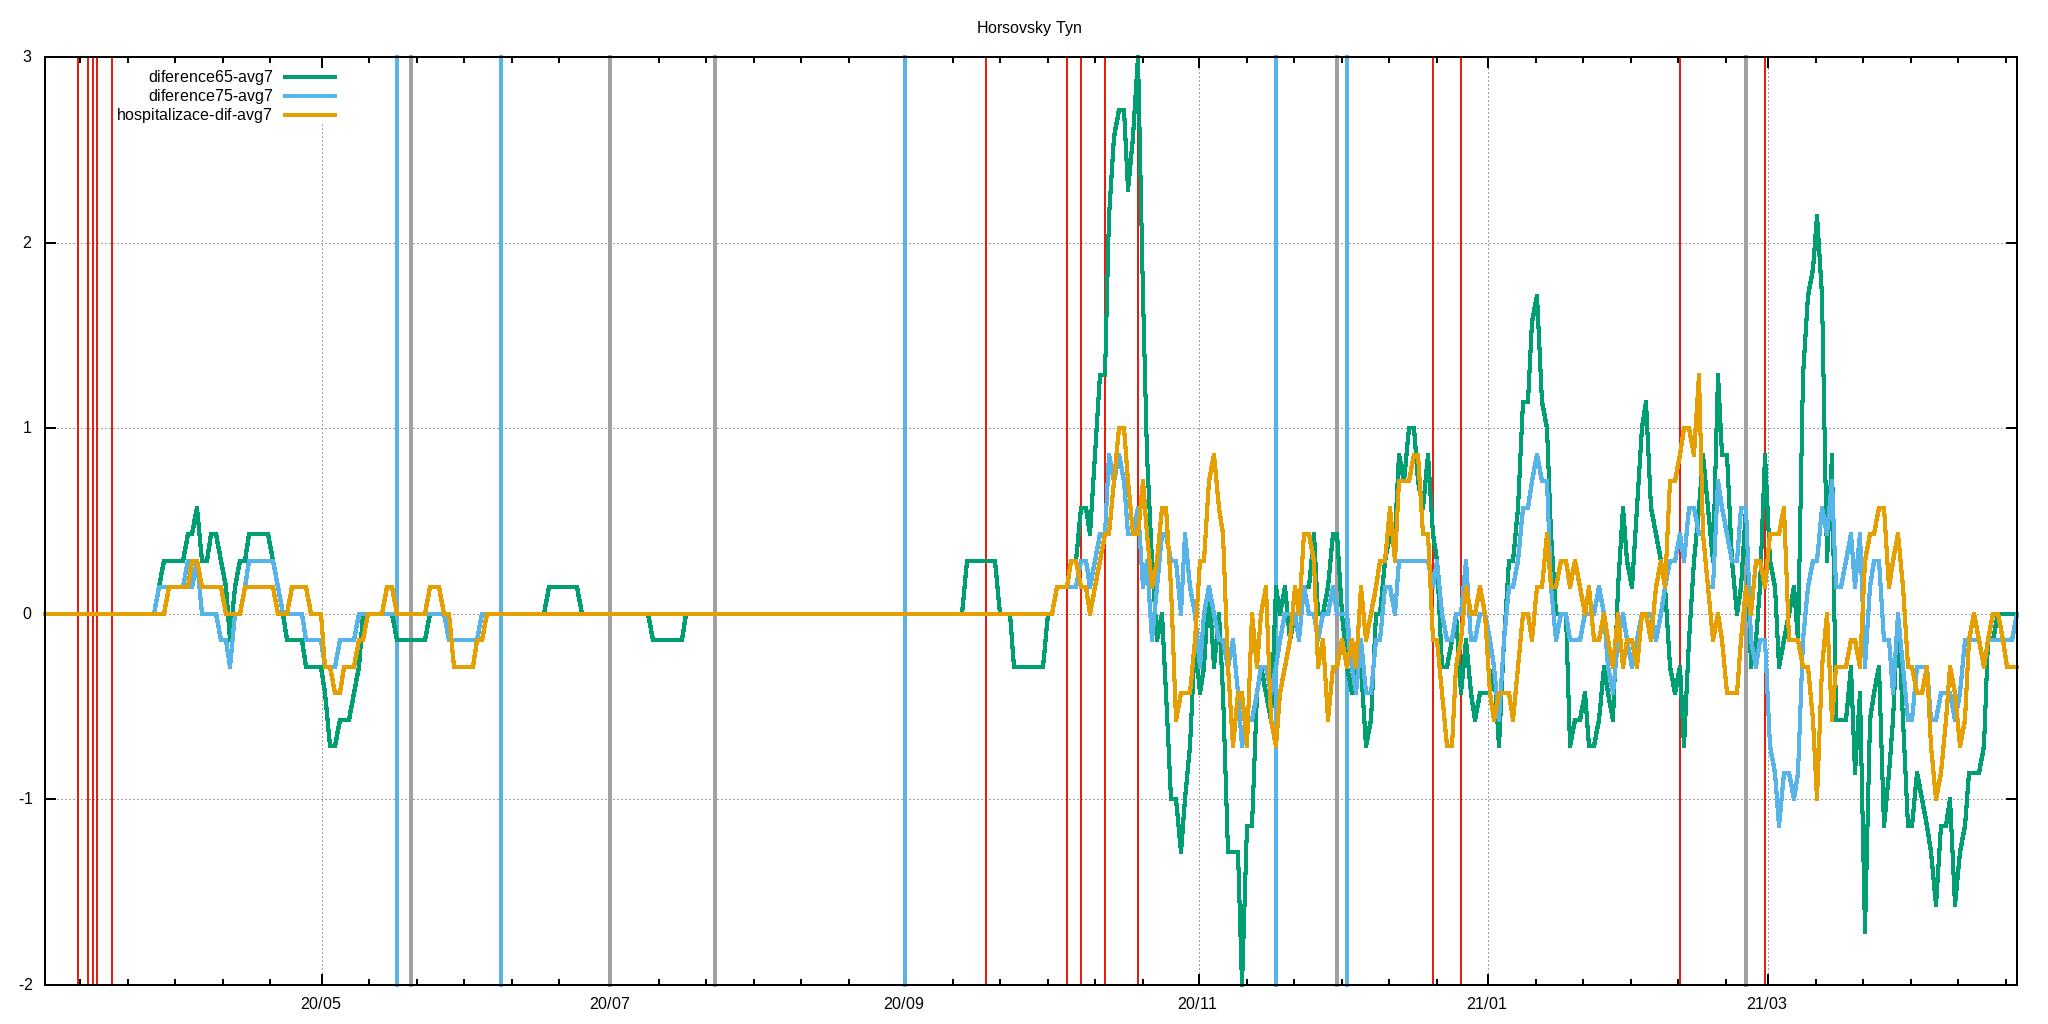 Horsovsky Tyn
3
diference65-avg7
diference75-avg7
hospitalizace-dif-avg7
2
1
0
-1
-2
20/05 20/07 20/09 20/11 21/01 21/03